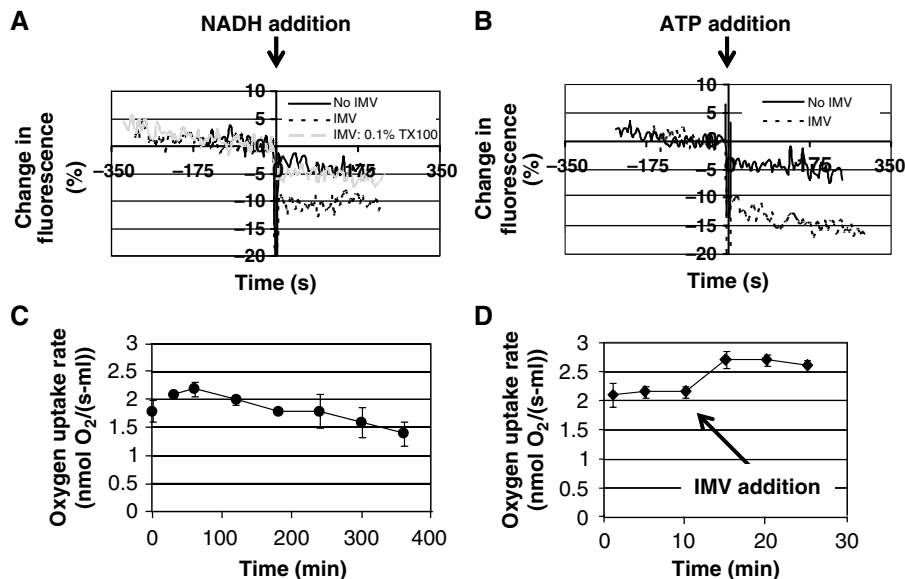 A
NADH addition
Change in
fluorescence
(%)
10
5
0
−5
−10
−15
−20
−350
−175
0
175
350
No IMV
IMV
IMV: 0.1% TX100
Time (s)
B
ATP addition
Change in
fluorescence
(%)
10
5
0
−5
−10
−15
−20
−350
−175
0
175
350
No IMV
IMV
Time (s)
C
Oxygen uptake rate
(nmol O₂/(s-ml))
3
2.5
2
1.5
1
0.5
0
0
100
200
300
400
Time (min)
D
Oxygen uptake rate
(nmol O₂/(s-ml))
3
2.5
2
1.5
1
0.5
0
IMV addition
0
10
20
30
Time (min)